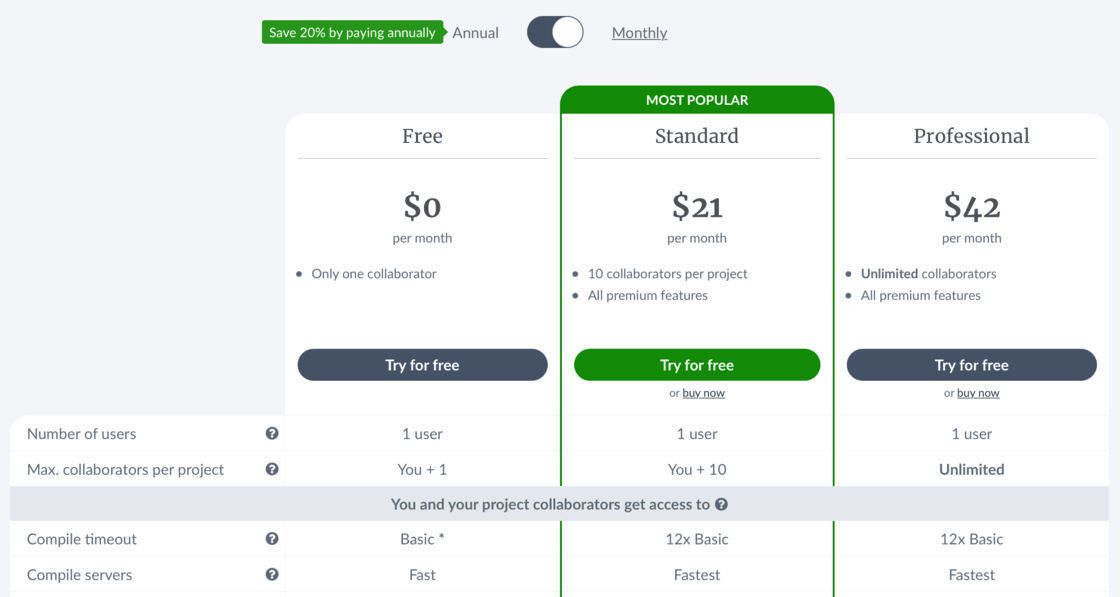 Save 20% by paying annually Annual Monthly
MOST POPULAR
Free Standard Professional
$0 $21 $42
per month per month per month
• Only one collaborator • 10 collaborators per project • Unlimited collaborators
• All premium features • All premium features
Try for free Try for free Try for free
or buy now or buy now
Number of users ? 1 user 1 user 1 user
Max. collaborators per project ? You + 1 You + 10 Unlimited
You and your project collaborators get access to ?
Compile timeout ? Basic * 12x Basic 12x Basic
Compile servers ? Fast Fastest Fastest